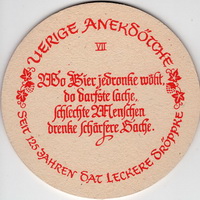 UERIGE ANEKDÖTCHE
VII
Wo Bier jedronke wöht,
do darfste lache,
schlechte Menschen
drenke schärfere Sache.
SEIT 125 JAHREN HAT LECKERE DRÖPPKE